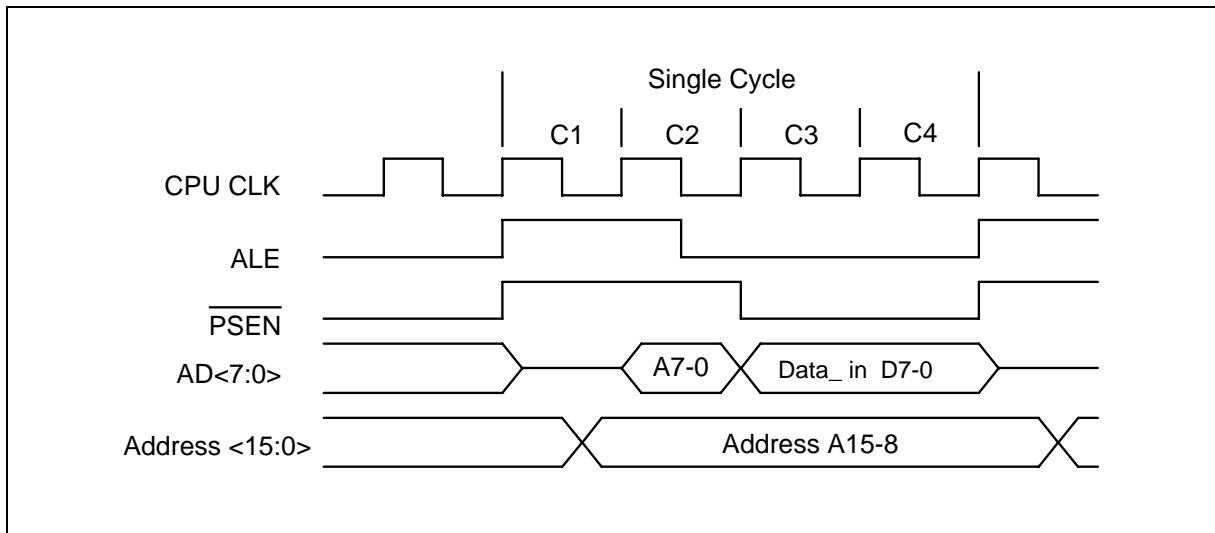 Single Cycle
C1 C2 C3 C4
CPU CLK
ALE
PSEN
AD<7:0> A7-0 Data_ in D7-0
Address <15:0> Address A15-8